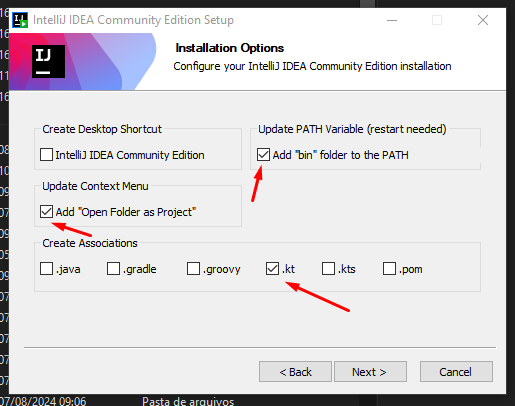 IntelliJ IDEA Community Edition Setup
IJ
Installation Options
Configure your IntelliJ IDEA Community Edition installation
Create Desktop Shortcut
IntelliJ IDEA Community Edition
Update PATH Variable (restart needed)
Add "bin" folder to the PATH
Update Context Menu
Add "Open Folder as Project"
Create Associations
.java
.gradle
.groovy
.kt
.kts
.pom
< Back
Next >
Cancel
07/08/2024 09:06
Pasta de arquivos